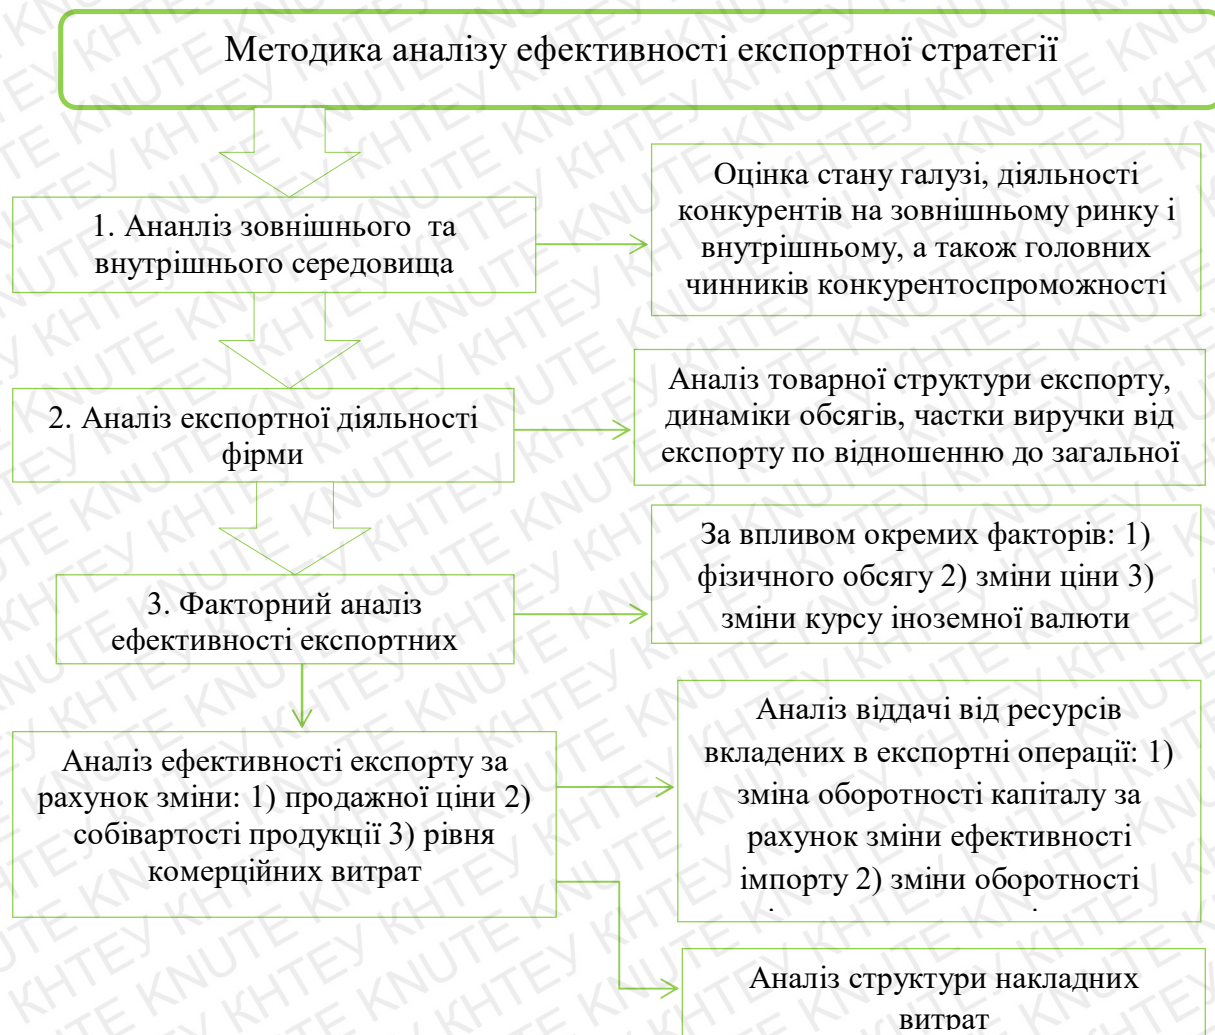 Методика аналізу ефективності експортної стратегії
1. Ананліз зовнішнього та
внутрішнього середовища
Оцінка стану галузі, діяльності
конкурентів на зовнішньому ринку і
внутрішньому, а також головних
чинників конкурентоспроможності
2. Аналіз експортної діяльності
фірми
Аналіз товарної структури експорту,
динаміки обсягів, частки виручки від
експорту по відношенню до загальної
3. Факторний аналіз
ефективності експортних
За впливом окремих факторів: 1)
фізичного обсягу 2) зміни ціни 3)
зміни курсу іноземної валюти
Аналіз ефективності експорту за
рахунок зміни: 1) продажної ціни 2)
собівартості продукції 3) рівня
комерційних витрат
Аналіз віддачі від ресурсів
вкладених в експортні операції: 1)
зміна оборотності капіталу за
рахунок зміни ефективності
імпорту 2) зміни оборотності
Аналіз структури накладних
витрат